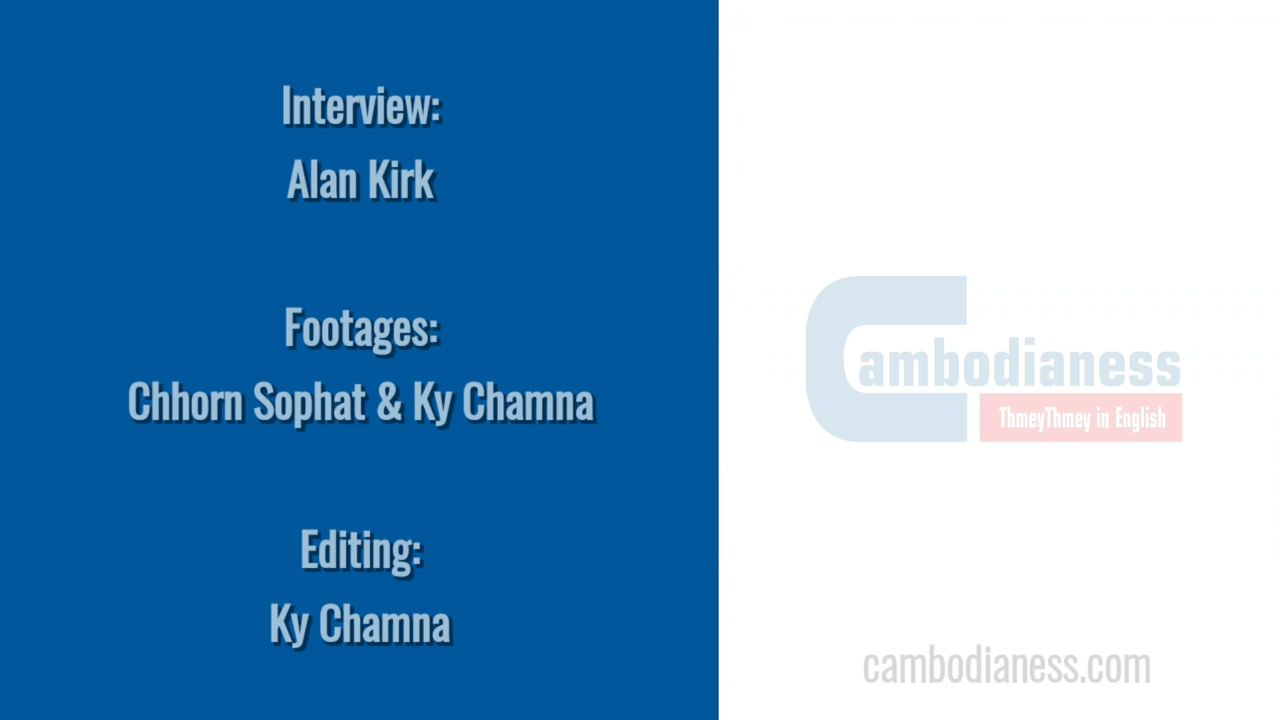 Interview:
Alan Kirk
Footages:
Chhorn Sophat & Ky Chamna
Editing:
Ky Chamna
Cambodianess
ThmeyThmey in English
cambodianess.com